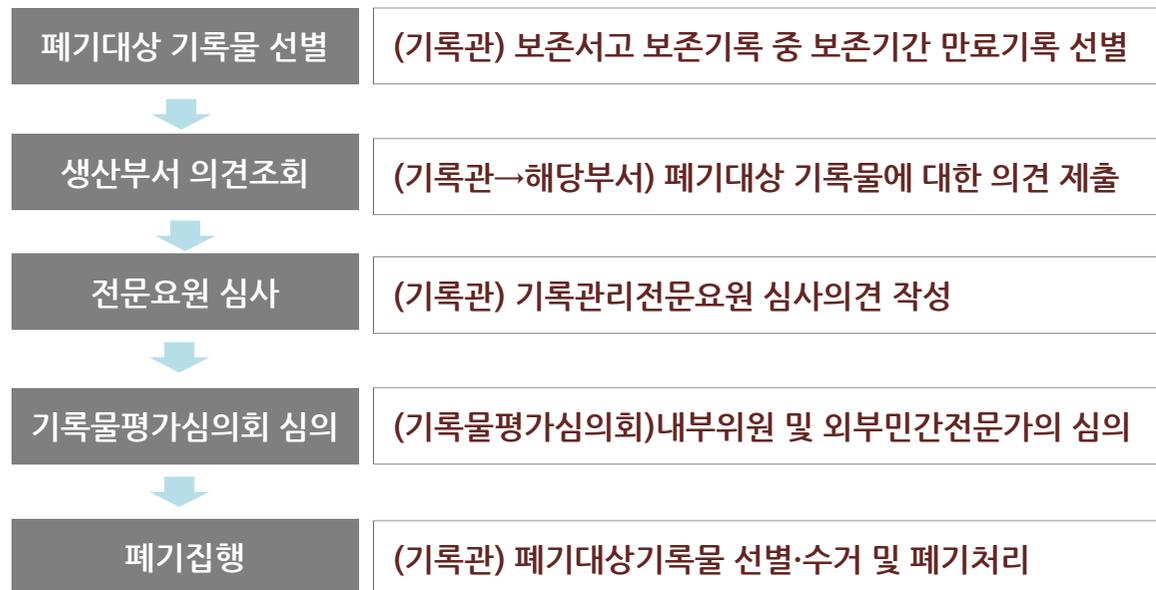 폐기대상 기록물 선별
(기록관) 보존서고 보존기록 중 보존기간 만료기록 선별
생산부서 의견조회
(기록관→해당부서) 폐기대상 기록물에 대한 의견 제출
전문요원 심사
(기록관) 기록관리전문요원 심사의견 작성
기록물평가심의회 심의
(기록물평가심의회)내부위원 및 외부민간전문가의 심의
폐기집행
(기록관) 폐기대상기록물 선별·수거 및 폐기처리